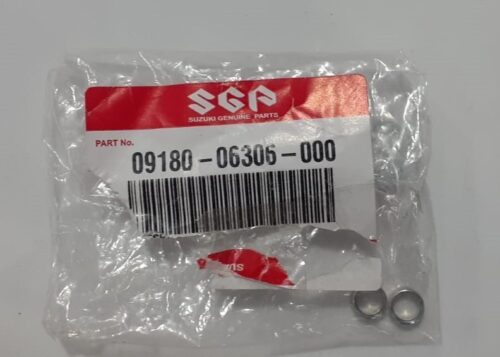 SGP
SUZUKI GENUINE PARTS
PART No.
09180-06306-000